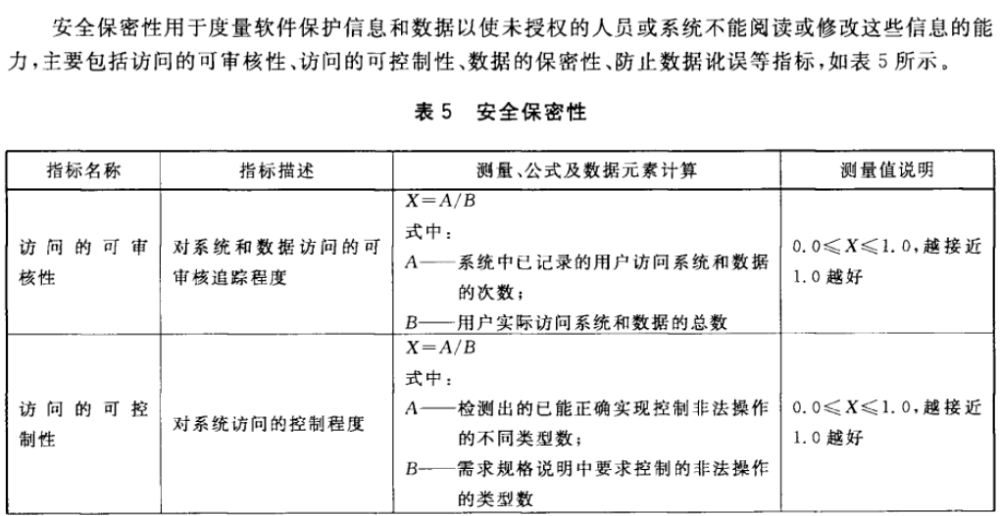 安全保密性用于度量软件保护信息和数据以使未授权的人员或系统不能阅读或修改这些信息的能
力,主要包括访问的可审核性、访问的可控制性、数据的保密性、防止数据讹误等指标,如表 5 所示。
表 5 安全保密性
指标名称 指标描述 测量、公式及数据元素计算 测量值说明
访问的可审
核性
对系统和数据访问的可
审核追踪程度
X=A/B
式中:
A——系统中已记录的用户访问系统和数据
的次数;
B——用户实际访问系统和数据的总数
0.0≤X≤1.0,越接近
1.0 越好
访问的可控
制性
对系统访问的控制程度
X=A/B
式中:
A——检测出的已能正确实现控制非法操作
的不同类型数;
B——需求规格说明中要求控制的非法操作
的类型数
0.0≤X≤1.0,越接近
1.0 越好